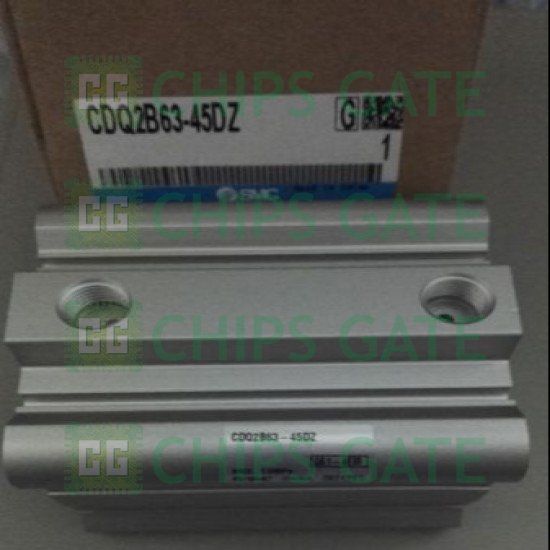 CHIPS GATE
CDQ2B63-45DZ G
1
SMC
CHIPS GATE
CHIPS GATE
CDQ2B63-45DZ
CHIPS GATE